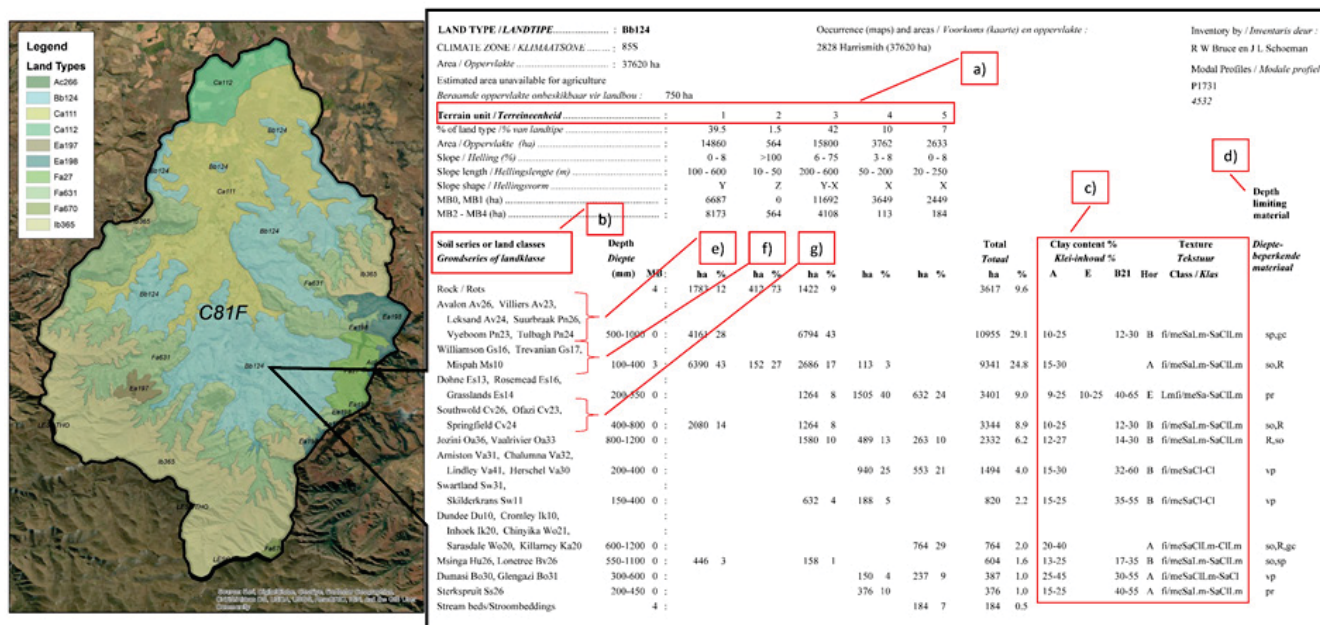 Legend
Land Types
Ac266
Bb124
Ca111
Ca112
Ea197
Ea198
Fa27
Fa631
Fa670
Ib365
Ca112
Bb124
Bb124
Bb124
Ca111
Ib365
Bb124
Ib365
Fa631
Bb124
C81F
Ea198
Fa631
Bb124
Ea197
Ib365
LESOTHO
LAND TYPE / LANDTIPE : Bb124 Occurrence (maps) and areas / Voorkoms (kaarte) en oppervlakte : Inventory by / Inventaris deur :
CLIMATE ZONE / KLIMAATSONE : 85S 2828 Harrismith (37620 ha) R W Bruce en J L Schoeman
Area / Oppervlakte : 37620 ha Modal Profiles / Modale profiel
Estimated area unavailable for agriculture a) P1731
Beraamde oppervlakte onbeskikbaar vir landbou : 750 ha 4532
Terrain unit / Terreineenheid : 1 2 3 4 5
% of land type / % van landtipe : 39.5 1.5 42 10 7
Area / Oppervlakte (ha) : 14860 564 15800 3762 2633
Slope / Helling (%) : 0 - 8 >100 6 - 75 3 - 8 0 - 8 d)
Slope length / Hellingslengte (m) : 100 - 600 10 - 50 200 - 600 50 - 200 20 - 250 c)
Slope shape / Hellingsvorm : Y Z Y-X X X Depth
MB0, MB1 (ha) : 6687 0 11692 3649 2449 limiting
MB2 - MB4 (ha) : 8173 564 4108 113 184 material
b)
Soil series or land classes Depth e) f) g) Total Clay content % Texture Diepte-
Grondseries of landklasse Diepte Totaal Klei-inhoud % Tekstuur beperkende
(mm) MB : ha % ha % ha % ha % ha % ha % A E B21 Hor Class / Klas materiaal
Rock / Rots 4 : 1783 12 412 73 1422 9 3617 9.6
Avalon Av26, Villiers Av23, :
Leksand Av24, Suurbraak Pn26, :
Vyeboom Pn23, Tulbagh Pn24 500-1000 0 : 4161 28 6794 43 10955 29.1 10-25 12-30 B fi/meSaLm-SaClLm sp,gc
Williamson Gs16, Trevanian Gs17, :
Mispah Ms10 100-400 3 : 6390 43 152 27 2686 17 113 3 9341 24.8 15-30 A fi/meSaLm-SaClLm so,R
Dohne Es13, Rosemead Es16, :
Grasslands Es14 200-350 0 : 1264 8 1505 40 632 24 3401 9.0 9-25 10-25 40-65 E Lmfi/meSa-SaClLm pr
Southwold Cv26, Ofazi Cv23, :
Springfield Cv24 400-800 0 : 2080 14 1264 8 3344 8.9 10-25 12-30 B fi/meSaLm-SaClLm so,R
Jozini Oa36, Vaalrivier Oa33 800-1200 0 : 1580 10 489 13 263 10 2332 6.2 12-27 14-30 B fi/meSaLm-SaClLm R,so
Arniston Va31, Chalumna Va32, :
Lindley Va41, Herschel Va30 200-400 0 : 940 25 553 21 1494 4.0 15-30 32-60 B fi/meSaCl-Cl vp
Swartland Sw31, :
Skilderkrans Sw11 150-400 0 : 632 4 188 5 820 2.2 15-25 35-55 B fi/meSaCl-Cl vp
Dundee Du10, Cromley Ik10, :
Inhoek Ik20, Chinyika Wo21, :
Sarasdale Wo20, Killarney Ka20 600-1200 0 : 764 29 764 2.0 20-40 A fi/meSaClLm-ClLm so,R,gc
Msinga Hu26, Lonetree Bv26 550-1100 0 : 446 3 158 1 604 1.6 13-25 17-35 B fi/meSaLm-SaClLm so,sp
Dumasi Bo30, Glengazi Bo31 300-600 0 : 150 4 237 9 387 1.0 25-45 30-55 A fi/meSaClLm-SaCl vp
Sterkspruit Ss26 200-450 0 : 376 10 376 1.0 15-25 40-55 A fi/meSaLm-SaClLm pr
Stream beds/Stroombeddings 4 : 184 7 184 0.5